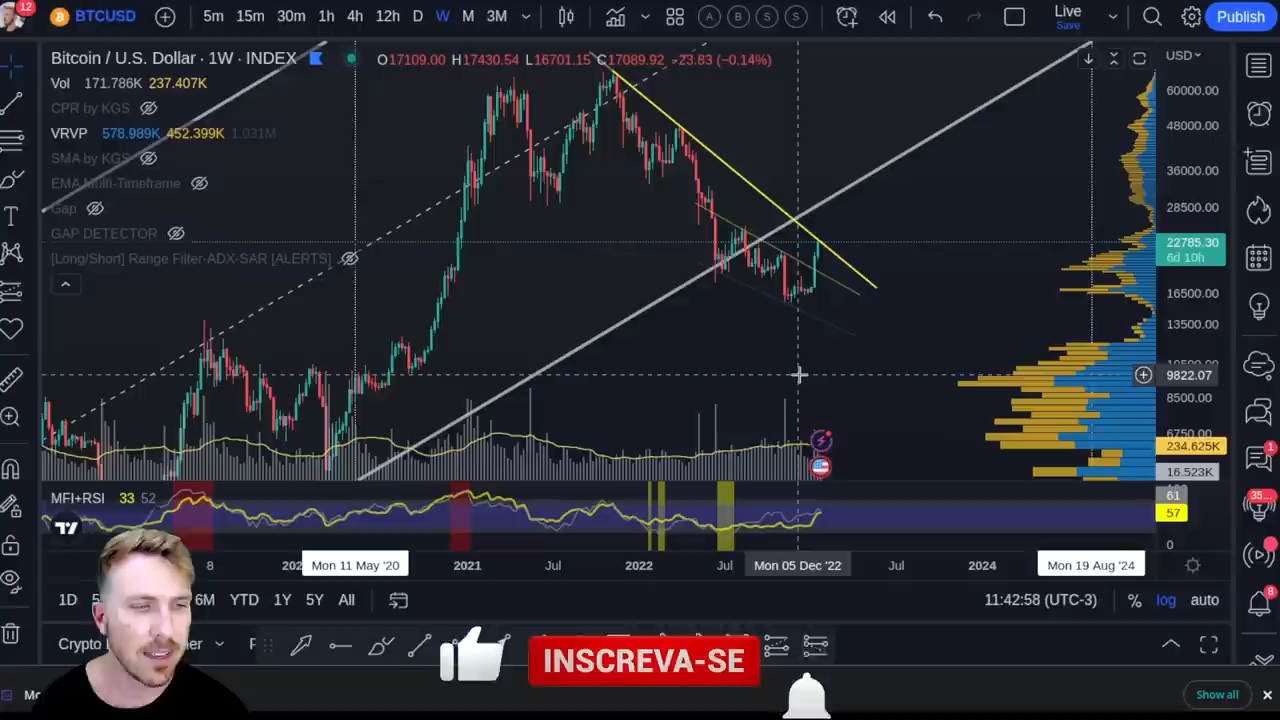 11
BTCUSD 5m 15m 30m 1h 4h 12h D W M 3M A B S S Live Save Publish
Bitcoin / U.S. Dollar · 1W · INDEX O17109.00 H17430.54 L16701.15 C17089.92 −23.83 (−0.14%) USD
Vol 171.786K 237.407K
60000.00
CPR by KGS
48000.00
VRVP 578.989K 452.399K 1.031M
SMA by KGS
36000.00
EMA Multi-Timeframe
Gap
28500.00
GAP DETECTOR
22785.30
6d 10h
[Long/Short] Range Filter-ADX-SAR [ALERTS]
16500.00
13500.00
9822.07
8500.00
6750.00
234.625K
16.523K
1
MFI+RSI 33 52
61
57
35...
0
8 Mon 11 May '20 2021 Jul 2022 Jul Mon 05 Dec '22 Jul 2024 Mon 19 Aug '24
1D 6M YTD 1Y 5Y All 11:42:58 (UTC-3) % log auto
8
Crypto
INSCREVA-SE
Show all